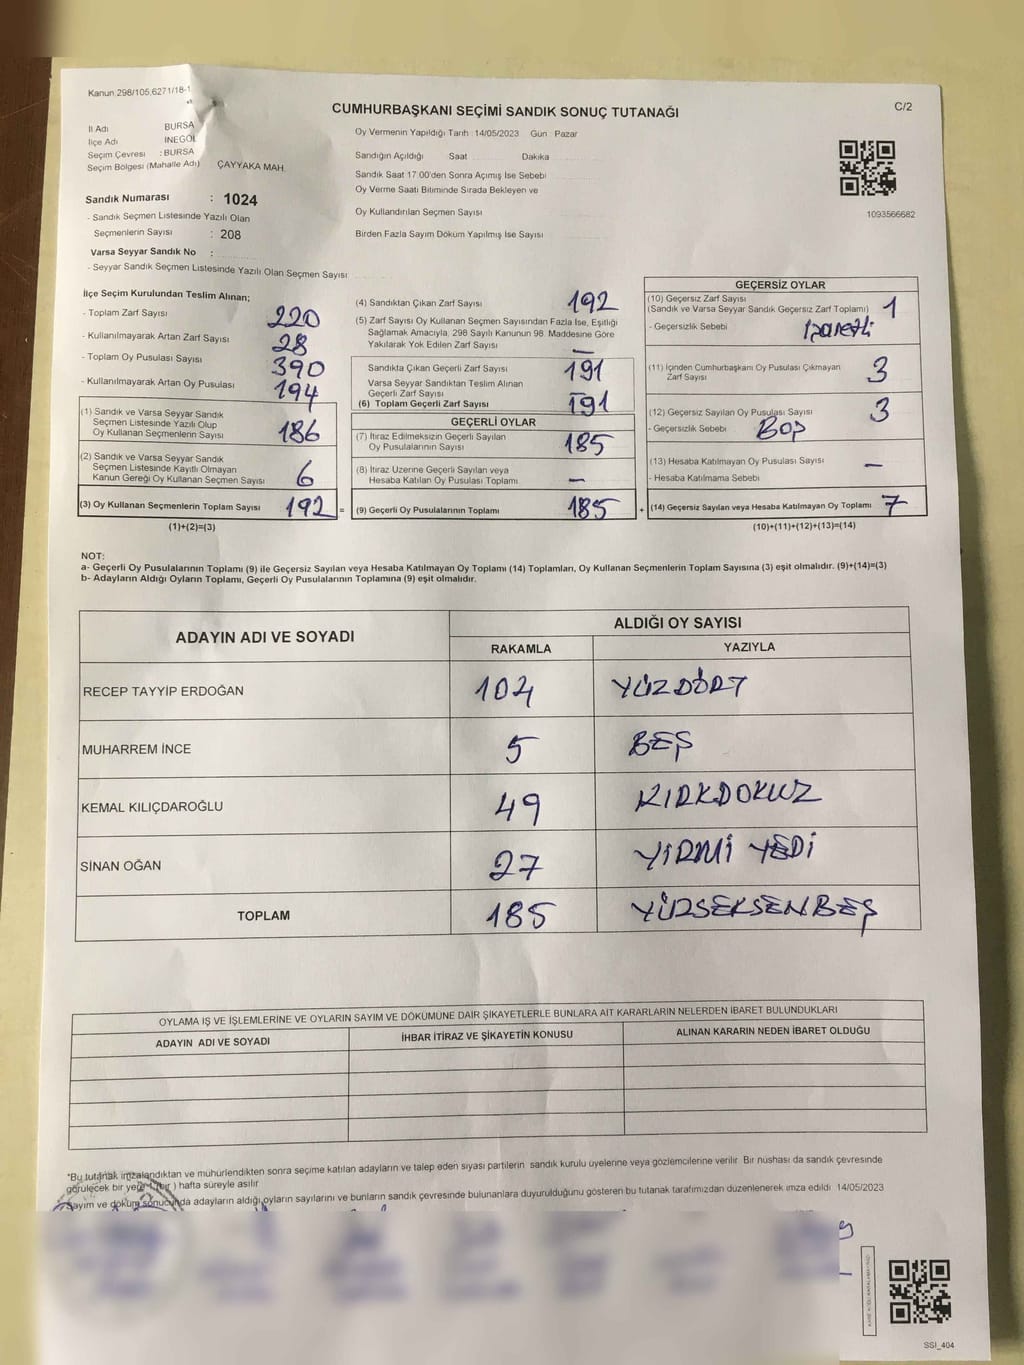 Kanun.298/105,6271/18-1
CUMHURBAŞKANI SEÇİMİ SANDIK SONUÇ TUTANAĞI
C/2
İl Adı BURSA
İlçe Adı İNEGÖL
Seçim Çevresi : BURSA
Seçim Bölgesi (Mahalle Adı) ÇAYYAKA MAH.
Sandık Numarası : 1024
- Sandık Seçmen Listesinde Yazılı Olan
Seçmenlerin Sayısı : 208
Varsa Seyyar Sandık No :
- Seyyar Sandık Seçmen Listesinde Yazılı Olan Seçmen Sayısı
Oy Vermenin Yapıldığı Tarih 14/05/2023 Gün Pazar
Sandığın Açıldığı Saat Dakika
Sandık Saat 17:00'den Sonra Açımış İse Sebebi
Oy Verme Saati Bitiminde Sırada Bekleyen ve
Oy Kullandırılan Seçmen Sayısı
Birden Fazla Sayım Döküm Yapılmış İse Sayısı
1093566682
İlçe Seçim Kurulundan Teslim Alınan;
- Toplam Zarf Sayısı 220
- Kullanılmayarak Artan Zarf Sayısı 28
- Toplam Oy Pusulası Sayısı 390
- Kullanılmayarak Artan Oy Pusulası 194
(1) Sandık ve Varsa Seyyar Sandık
Seçmen Listesinde Yazılı Olup
Oy Kullanan Seçmenlerin Sayısı 186
(2) Sandık ve Varsa Seyyar Sandık
Seçmen Listesinde Kayıtlı Olmayan
Kanun Gereği Oy Kullanan Seçmen Sayısı 6
(3) Oy Kullanan Seçmenlerin Toplam Sayısı 192 =
(1)+(2)=(3)
(4) Sandıktan Çıkan Zarf Sayısı 192
(5) Zarf Sayısı Oy Kullanan Seçmen Sayısından Fazla İse, Eşitliği
Sağlamak Amacıyla, 298 Sayılı Kanunun 98. Maddesine Göre
Yakılarak Yok Edilen Zarf Sayısı —
Sandıkta Çıkan Geçerli Zarf Sayısı 191
Varsa Seyyar Sandıktan Teslim Alınan
Geçerli Zarf Sayısı —
(6) Toplam Geçerli Zarf Sayısı 191
GEÇERLİ OYLAR
(7) İtiraz Edilmeksizin Geçerli Sayılan
Oy Pusulalarının Sayısı 185
(8) İtiraz Üzerine Geçerli Sayılan veya
Hesaba Katılan Oy Pusulası Toplamı —
(9) Geçerli Oy Pusulalarının Toplamı 185 +
GEÇERSİZ OYLAR
(10) Geçersiz Zarf Sayısı
(Sandık ve Varsa Seyyar Sandık Geçersiz Zarf Toplamı) 1
- Geçersizlik Sebebi İşaretli
(11) İçinden Cumhurbaşkanı Oy Pusulası Çıkmayan
Zarf Sayısı 3
(12) Geçersiz Sayılan Oy Pusulası Sayısı 3
- Geçersizlik Sebebi BOŞ
(13) Hesaba Katılmayan Oy Pusulası Sayısı —
- Hesaba Katılmama Sebebi
(14) Geçersiz Sayılan veya Hesaba Katılmayan Oy Toplamı 7
(10)+(11)+(12)+(13)=(14)
NOT:
a- Geçerli Oy Pusulalarının Toplamı (9) ile Geçersiz Sayılan veya Hesaba Katılmayan Oy Toplamı (14) Toplamları, Oy Kullanan Seçmenlerin Toplam Sayısına (3) eşit olmalıdır. (9)+(14)=(3)
b- Adayların Aldığı Oyların Toplamı, Geçerli Oy Pusulalarının Toplamına (9) eşit olmalıdır.
ADAYIN ADI VE SOYADI
ALDIĞI OY SAYISI
RAKAMLA YAZIYLA
RECEP TAYYİP ERDOĞAN 104 YÜZDÖRT
MUHARREM İNCE 5 BEŞ
KEMAL KILIÇDAROĞLU 49 KIRKDOKUZ
SİNAN OĞAN 27 YİRMİ YEDİ
TOPLAM 185 YÜZSEKSENBEŞ
OYLAMA İŞ VE İŞLEMLERİNE VE OYLARIN SAYIM VE DÖKÜMÜNE DAİR ŞİKAYETLERLE BUNLARA AİT KARARLARIN NELERDEN İBARET BULUNDUKLARI
ADAYIN ADI VE SOYADI İHBAR İTİRAZ VE ŞİKAYETİN KONUSU ALINAN KARARIN NEDEN İBARET OLDUĞU
*Bu tutanak imzalandıktan ve mühürlendikten sonra seçime katılan adayların ve talep eden siyasi partilerin sandık kurulu üyelerine veya gözlemcilerine verilir. Bir nüshası da sandık çevresinde
görülecek bir yere 1 (bir ) hafta süreyle asılır
Sayım ve döküm sonucunda adayların aldığı oyların sayılarını ve bunların sandık çevresinde bulunanlara duyurulduğunu gösteren bu tutanak tarafımızdan düzenlenerek imza edildi. 14/05/2023
SSİ_404